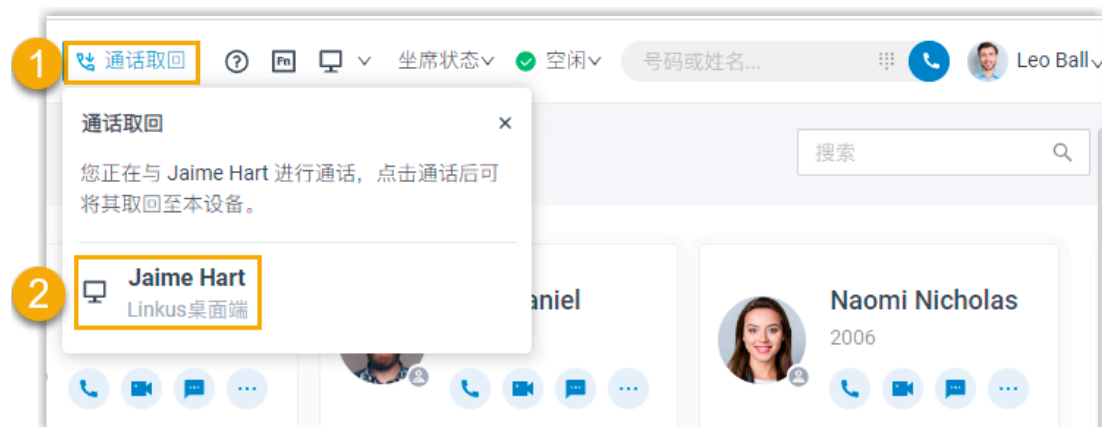 1 通话取回 Fn 坐席状态 空闲 号码或姓名... Leo Ball
通话取回
搜索
您正在与 Jaime Hart 进行通话，点击通话后可
将其取回至本设备。
2 Jaime Hart
Linkus桌面端
aniel
Naomi Nicholas
2006